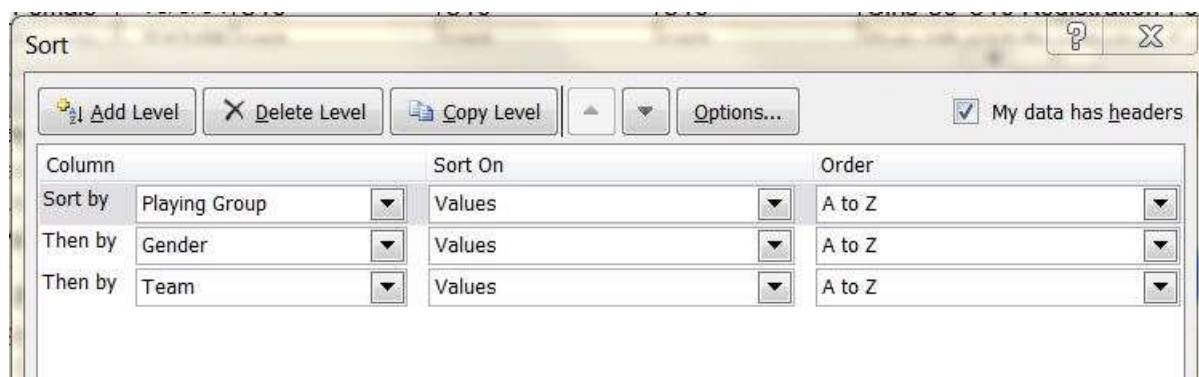 Sort
Add Level Delete Level Copy Level Options... My data has headers
Column Sort On Order
Sort by Playing Group Values A to Z
Then by Gender Values A to Z
Then by Team Values A to Z